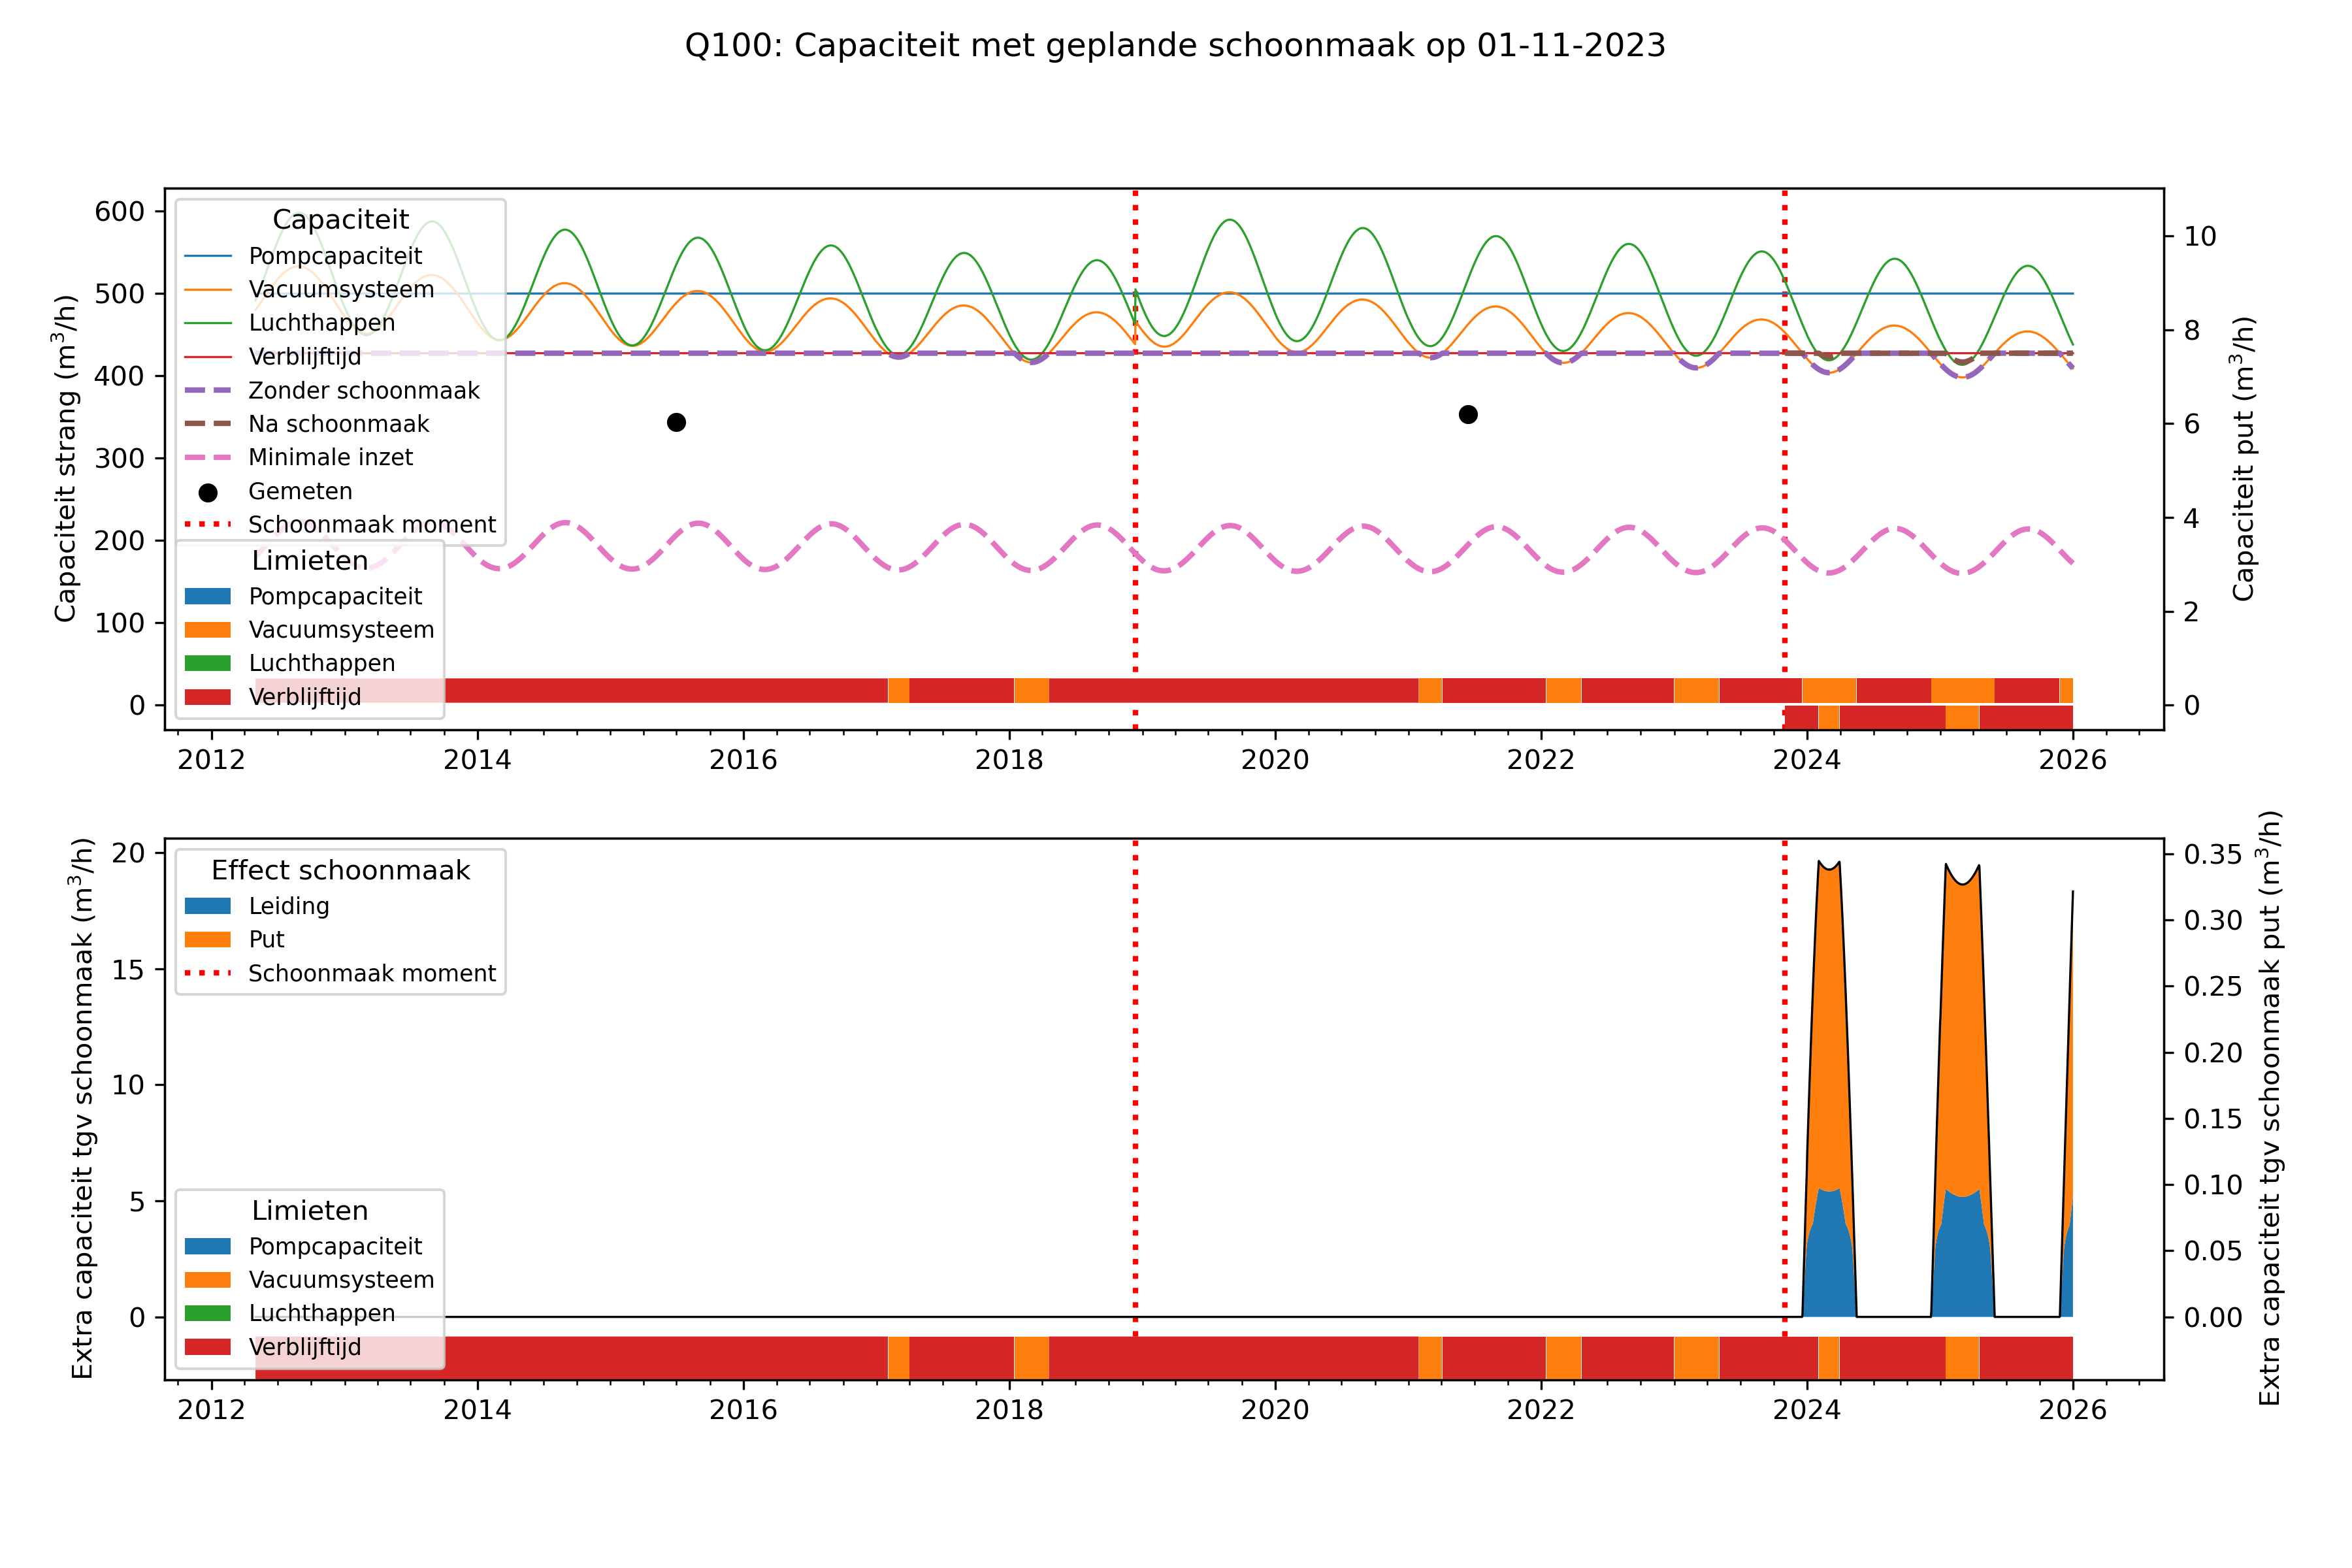 Q100: Capaciteit met geplande schoonmaak op 01-11-2023
Capaciteit strang (m³/h)
600
500
400
300
200
100
0
Capaciteit
Pompcapaciteit
Vacuumsysteem
Luchthappen
Verblijftijd
Zonder schoonmaak
Na schoonmaak
Minimale inzet
Gemeten
Schoonmaak moment
Limieten
Pompcapaciteit
Vacuumsysteem
Luchthappen
Verblijftijd
10
8
6
4
2
0
Capaciteit put (m³/h)
2012 2014 2016 2018 2020 2022 2024 2026
Extra capaciteit tgv schoonmaak (m³/h)
20
15
10
5
0
Effect schoonmaak
Leiding
Put
Schoonmaak moment
Limieten
Pompcapaciteit
Vacuumsysteem
Luchthappen
Verblijftijd
0.35
0.30
0.25
0.20
0.15
0.10
0.05
0.00
Extra capaciteit tgv schoonmaak put (m³/h)
2012 2014 2016 2018 2020 2022 2024 2026